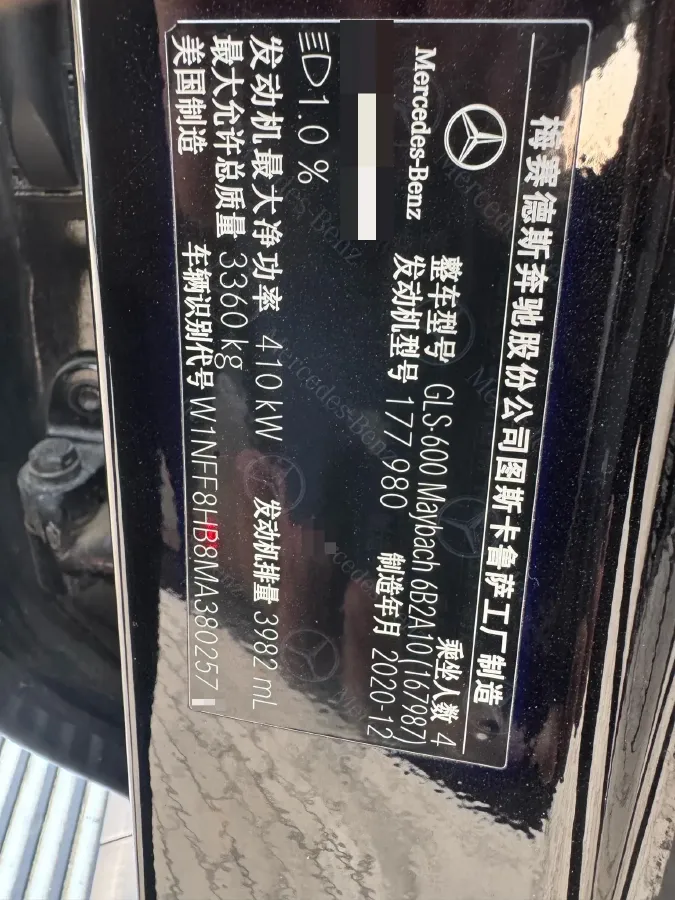 梅赛德斯奔驰股份公司图斯卡鲁萨工厂制造
Mercedes-Benz
整车型号 GLS 600 Maybach 6B2A10(167987)
乘坐人数 4
发动机型号 177 980
制造年月 2020-12
1.0 %
发动机最大净功率 410 kW
发动机排量 3982 mL
最大允许总质量 3360 kg
美国制造
车辆识别代号 W1NFF8HB8MA380257